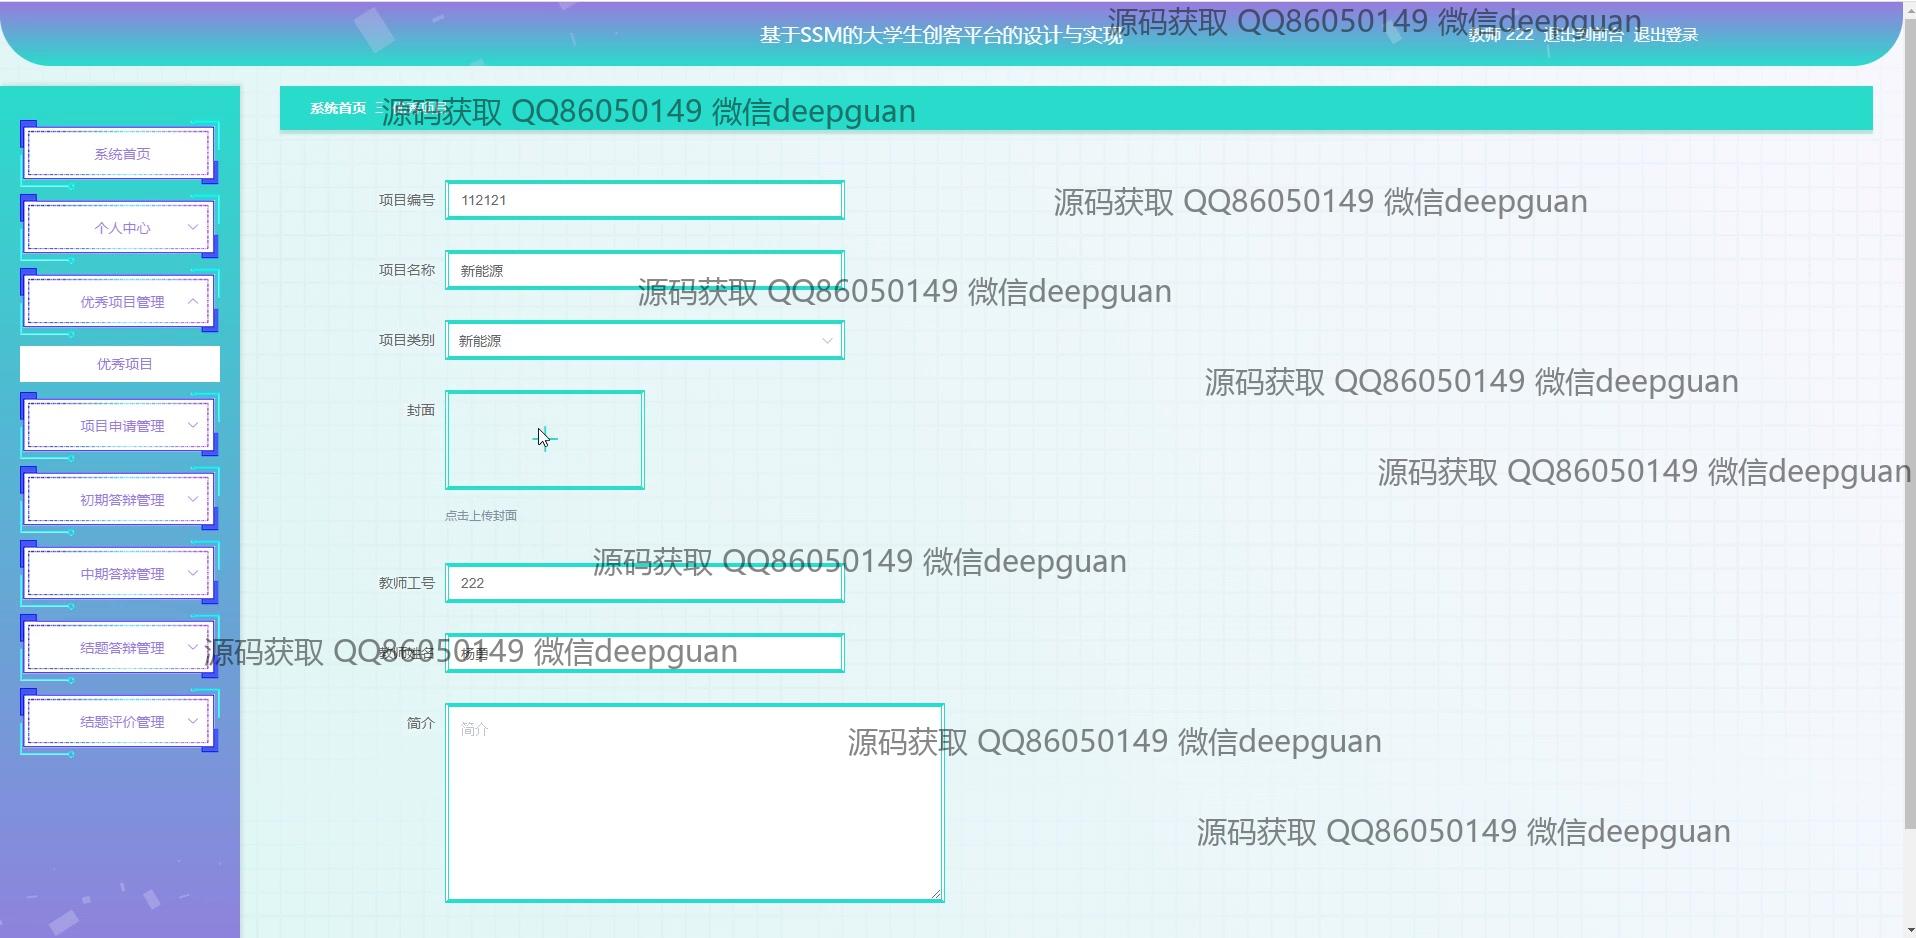 基于SSM的大学生创客平台的设计与实现
源码获取 QQ86050149 微信deepguan
教师 222 退出到前台 退出登录
系统首页
源码获取 QQ86050149 微信deepguan
系统首页
个人中心
优秀项目管理
优秀项目
项目申请管理
初期答辩管理
中期答辩管理
结题答辩管理
结题评价管理
项目编号 112121
源码获取 QQ86050149 微信deepguan
项目名称 新能源
源码获取 QQ86050149 微信deepguan
项目类别 新能源
源码获取 QQ86050149 微信deepguan
封面
源码获取 QQ86050149 微信deepguan
点击上传封面
源码获取 QQ86050149 微信deepguan
教师工号 222
源码获取 QQ86050149 微信deepguan
教师姓名
简介 简介
源码获取 QQ86050149 微信deepguan
源码获取 QQ86050149 微信deepguan